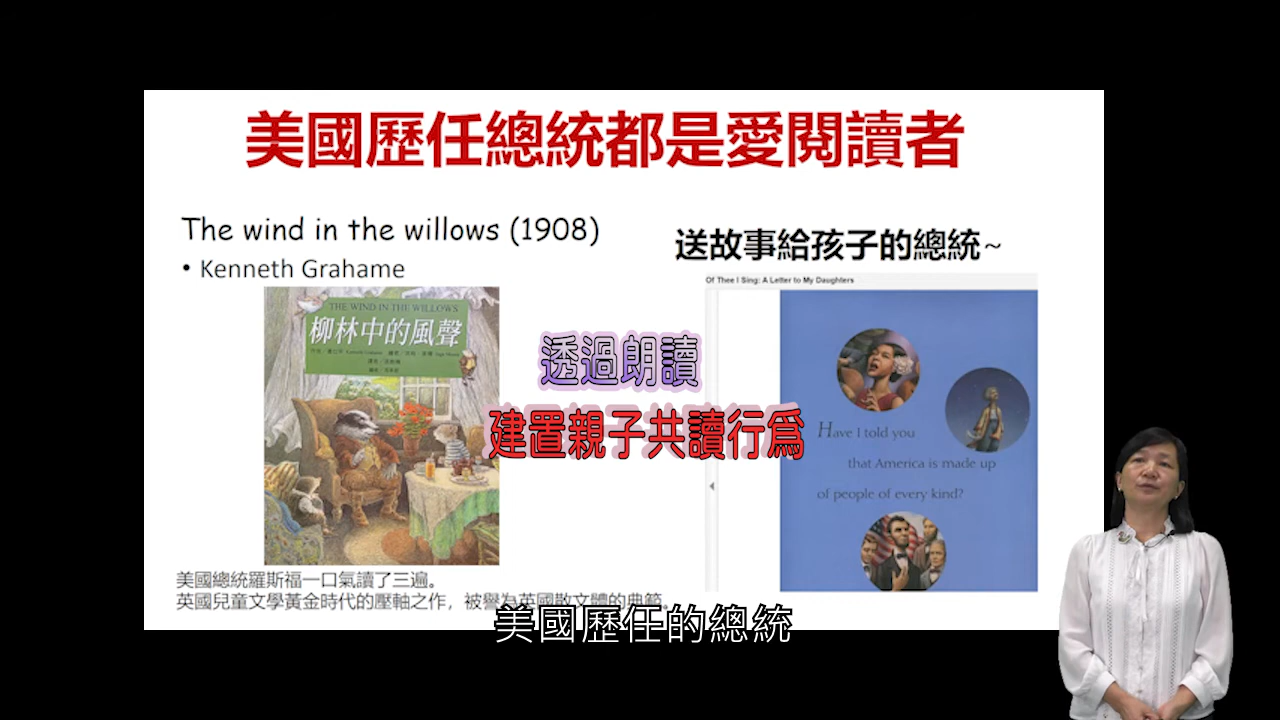 美國歷任總統都是愛閱讀者
The wind in the willows (1908)
• Kenneth Grahame
THE WIND IN THE WILLOWS
柳林中的風聲
美國總統羅斯福一口氣讀了三遍。
英國兒童文學黃金時代的壓軸之作，被譽為英國散文體的典範。
送故事給孩子的總統~
Of Thee I Sing: A Letter to My Daughters
Have I told you
that America is made up
of people of every kind?
透過朗讀
建置親子共讀行為
美國歷任的總統